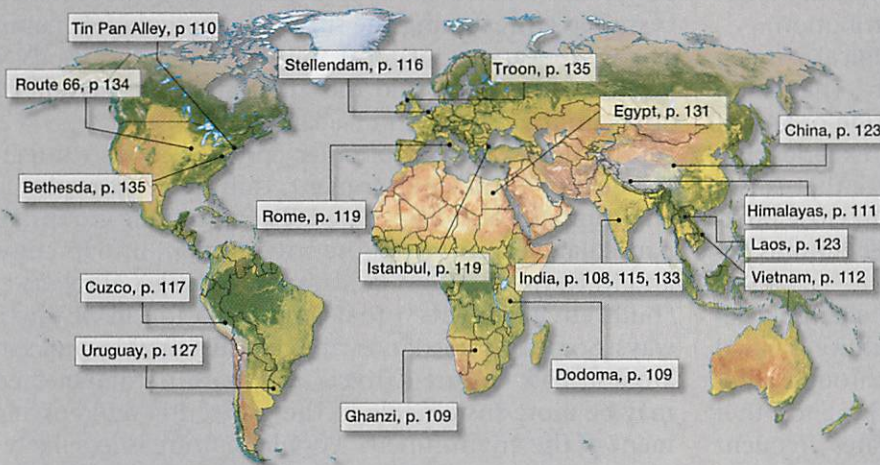 Tin Pan Alley, p 110
Stellendam, p. 116
Troon, p. 135
Route 66, p 134
Egypt, p. 131
China, p. 123
Bethesda, p. 135
Rome, p. 119
Himalayas, p. 111
Laos, p. 123
Istanbul, p. 119
India, p. 108, 115, 133
Vietnam, p. 112
Cuzco, p. 117
Uruguay, p. 127
Dodoma, p. 109
Ghanzi, p. 109